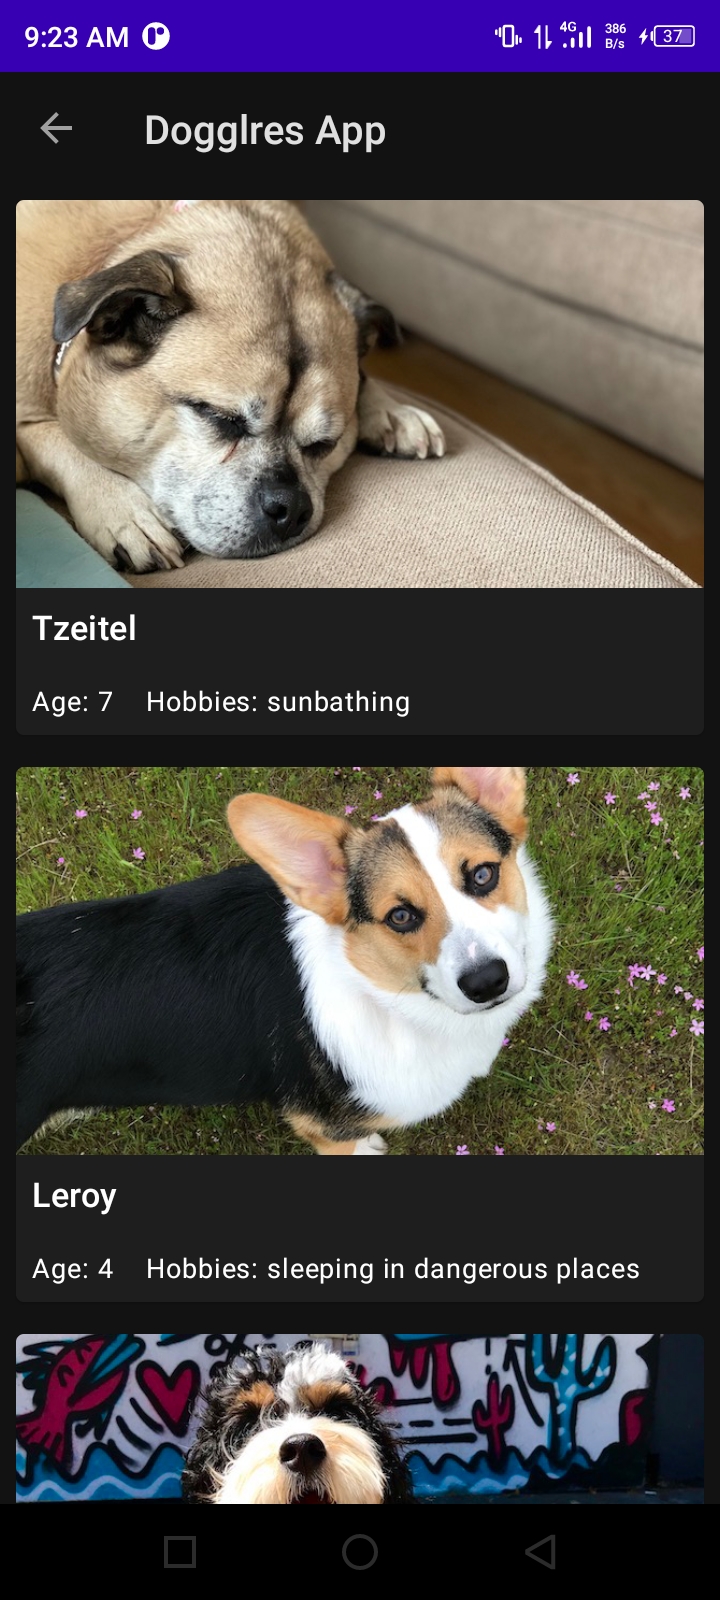 9:23 AM 4G 386 B/s 37
Dogglres App
Tzeitel
Age: 7 Hobbies: sunbathing
Leroy
Age: 4 Hobbies: sleeping in dangerous places